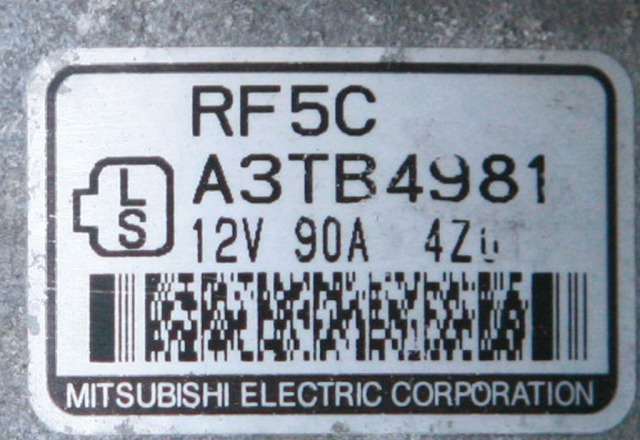 RF5C
A3TB4981
L
S
12V 90A
MITSUBISHI ELECTRIC CORPORATION